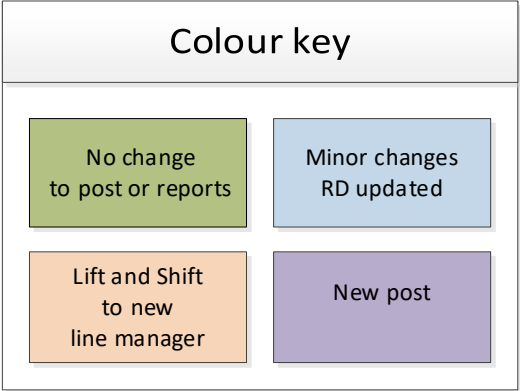 Colour key
No change
to post or reports
Minor changes
RD updated
Lift and Shift
to new
line manager
New post